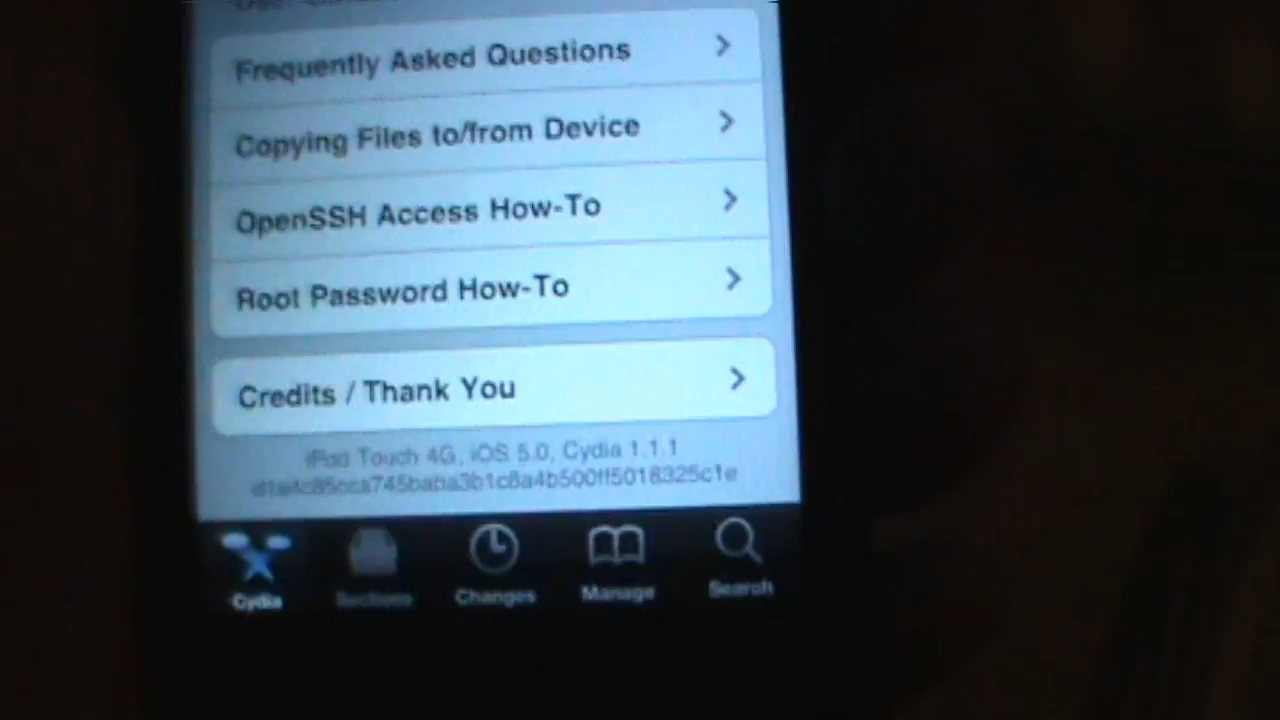 Frequently Asked Questions
Copying Files to/from Device
OpenSSH Access How-To
Root Password How-To
Credits / Thank You
iPod Touch 4G, iOS 5.0, Cydia 1.1.1
Cydia
Sections
Changes
Manage
Search